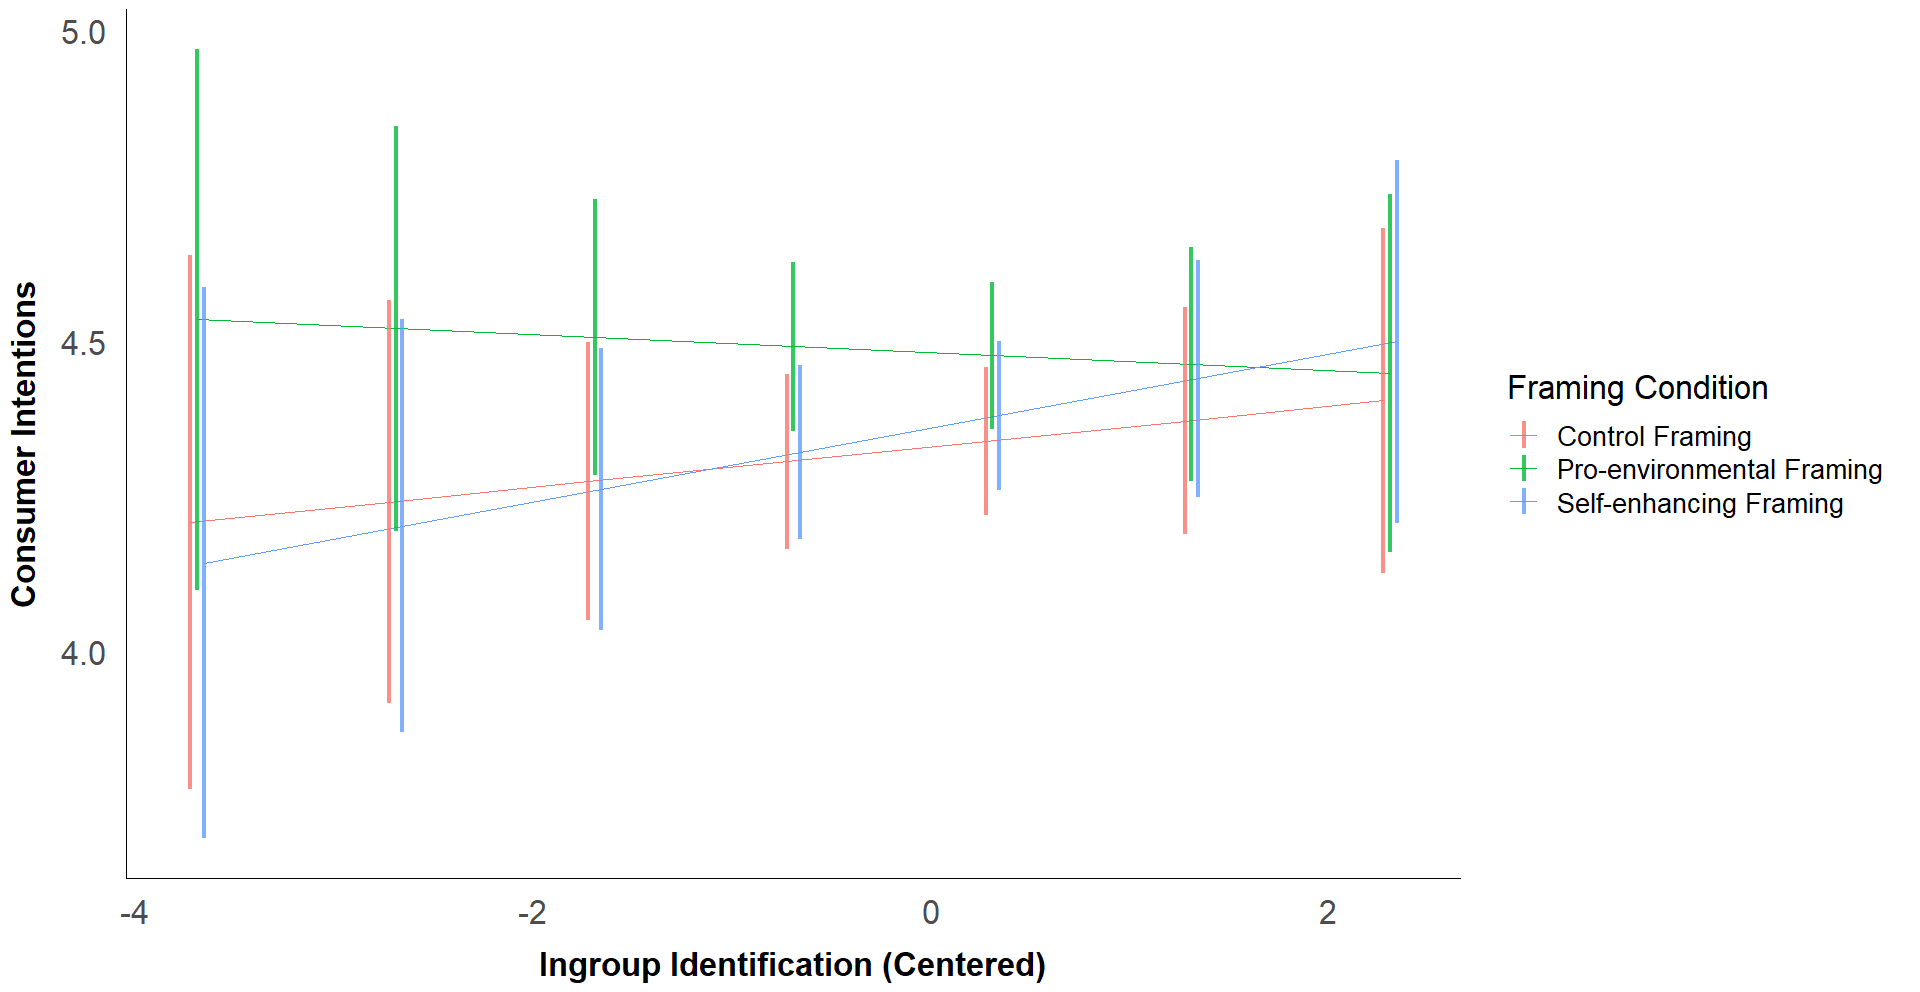 5.0
4.5
4.0
Consumer Intentions
-4
-2
0
2
Ingroup Identification (Centered)
Framing Condition
Control Framing
Pro-environmental Framing
Self-enhancing Framing